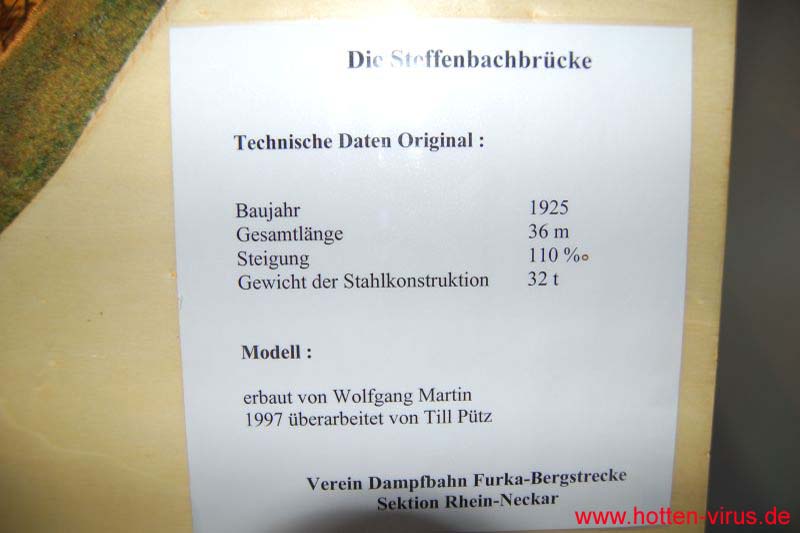 Die Steffenbachbrücke
Technische Daten Original :
Baujahr 1925
Gesamtlänge 36 m
Steigung 110 ‰
Gewicht der Stahlkonstruktion 32 t
Modell :
erbaut von Wolfgang Martin
1997 überarbeitet von Till Pütz
Verein Dampfbahn Furka-Bergstrecke
Sektion Rhein-Neckar
www.hotten-virus.de